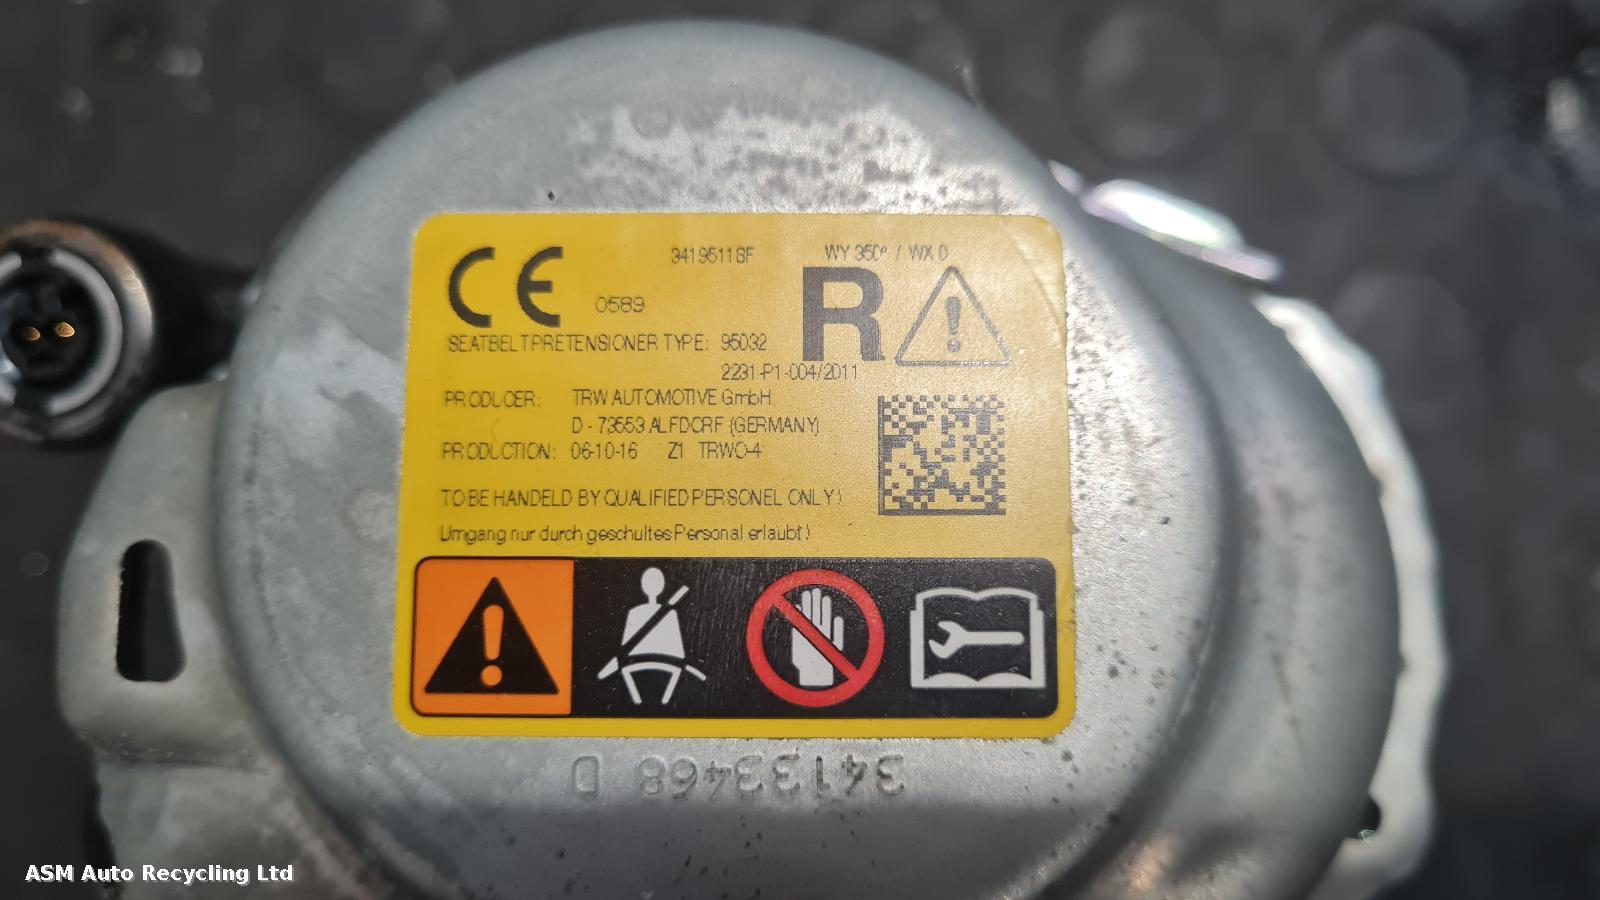 CE 0589
34195118F WY 350° / WX 0
R
SEATBELTPRETENSIONER TYPE: 95032
2231-P1-004/2011
PRODUCER: TRW AUTOMOTIVE GmbH
D - 73553 ALFDORF (GERMANY)
PRODUCTION: 06-10-16 Z1 TRWO-4
TO BE HANDELD BY QUALIFIED PERSONEL ONLY!
Umgang nur durch geschultes Personal erlaubt!
34133468 D
ASM Auto Recycling Ltd